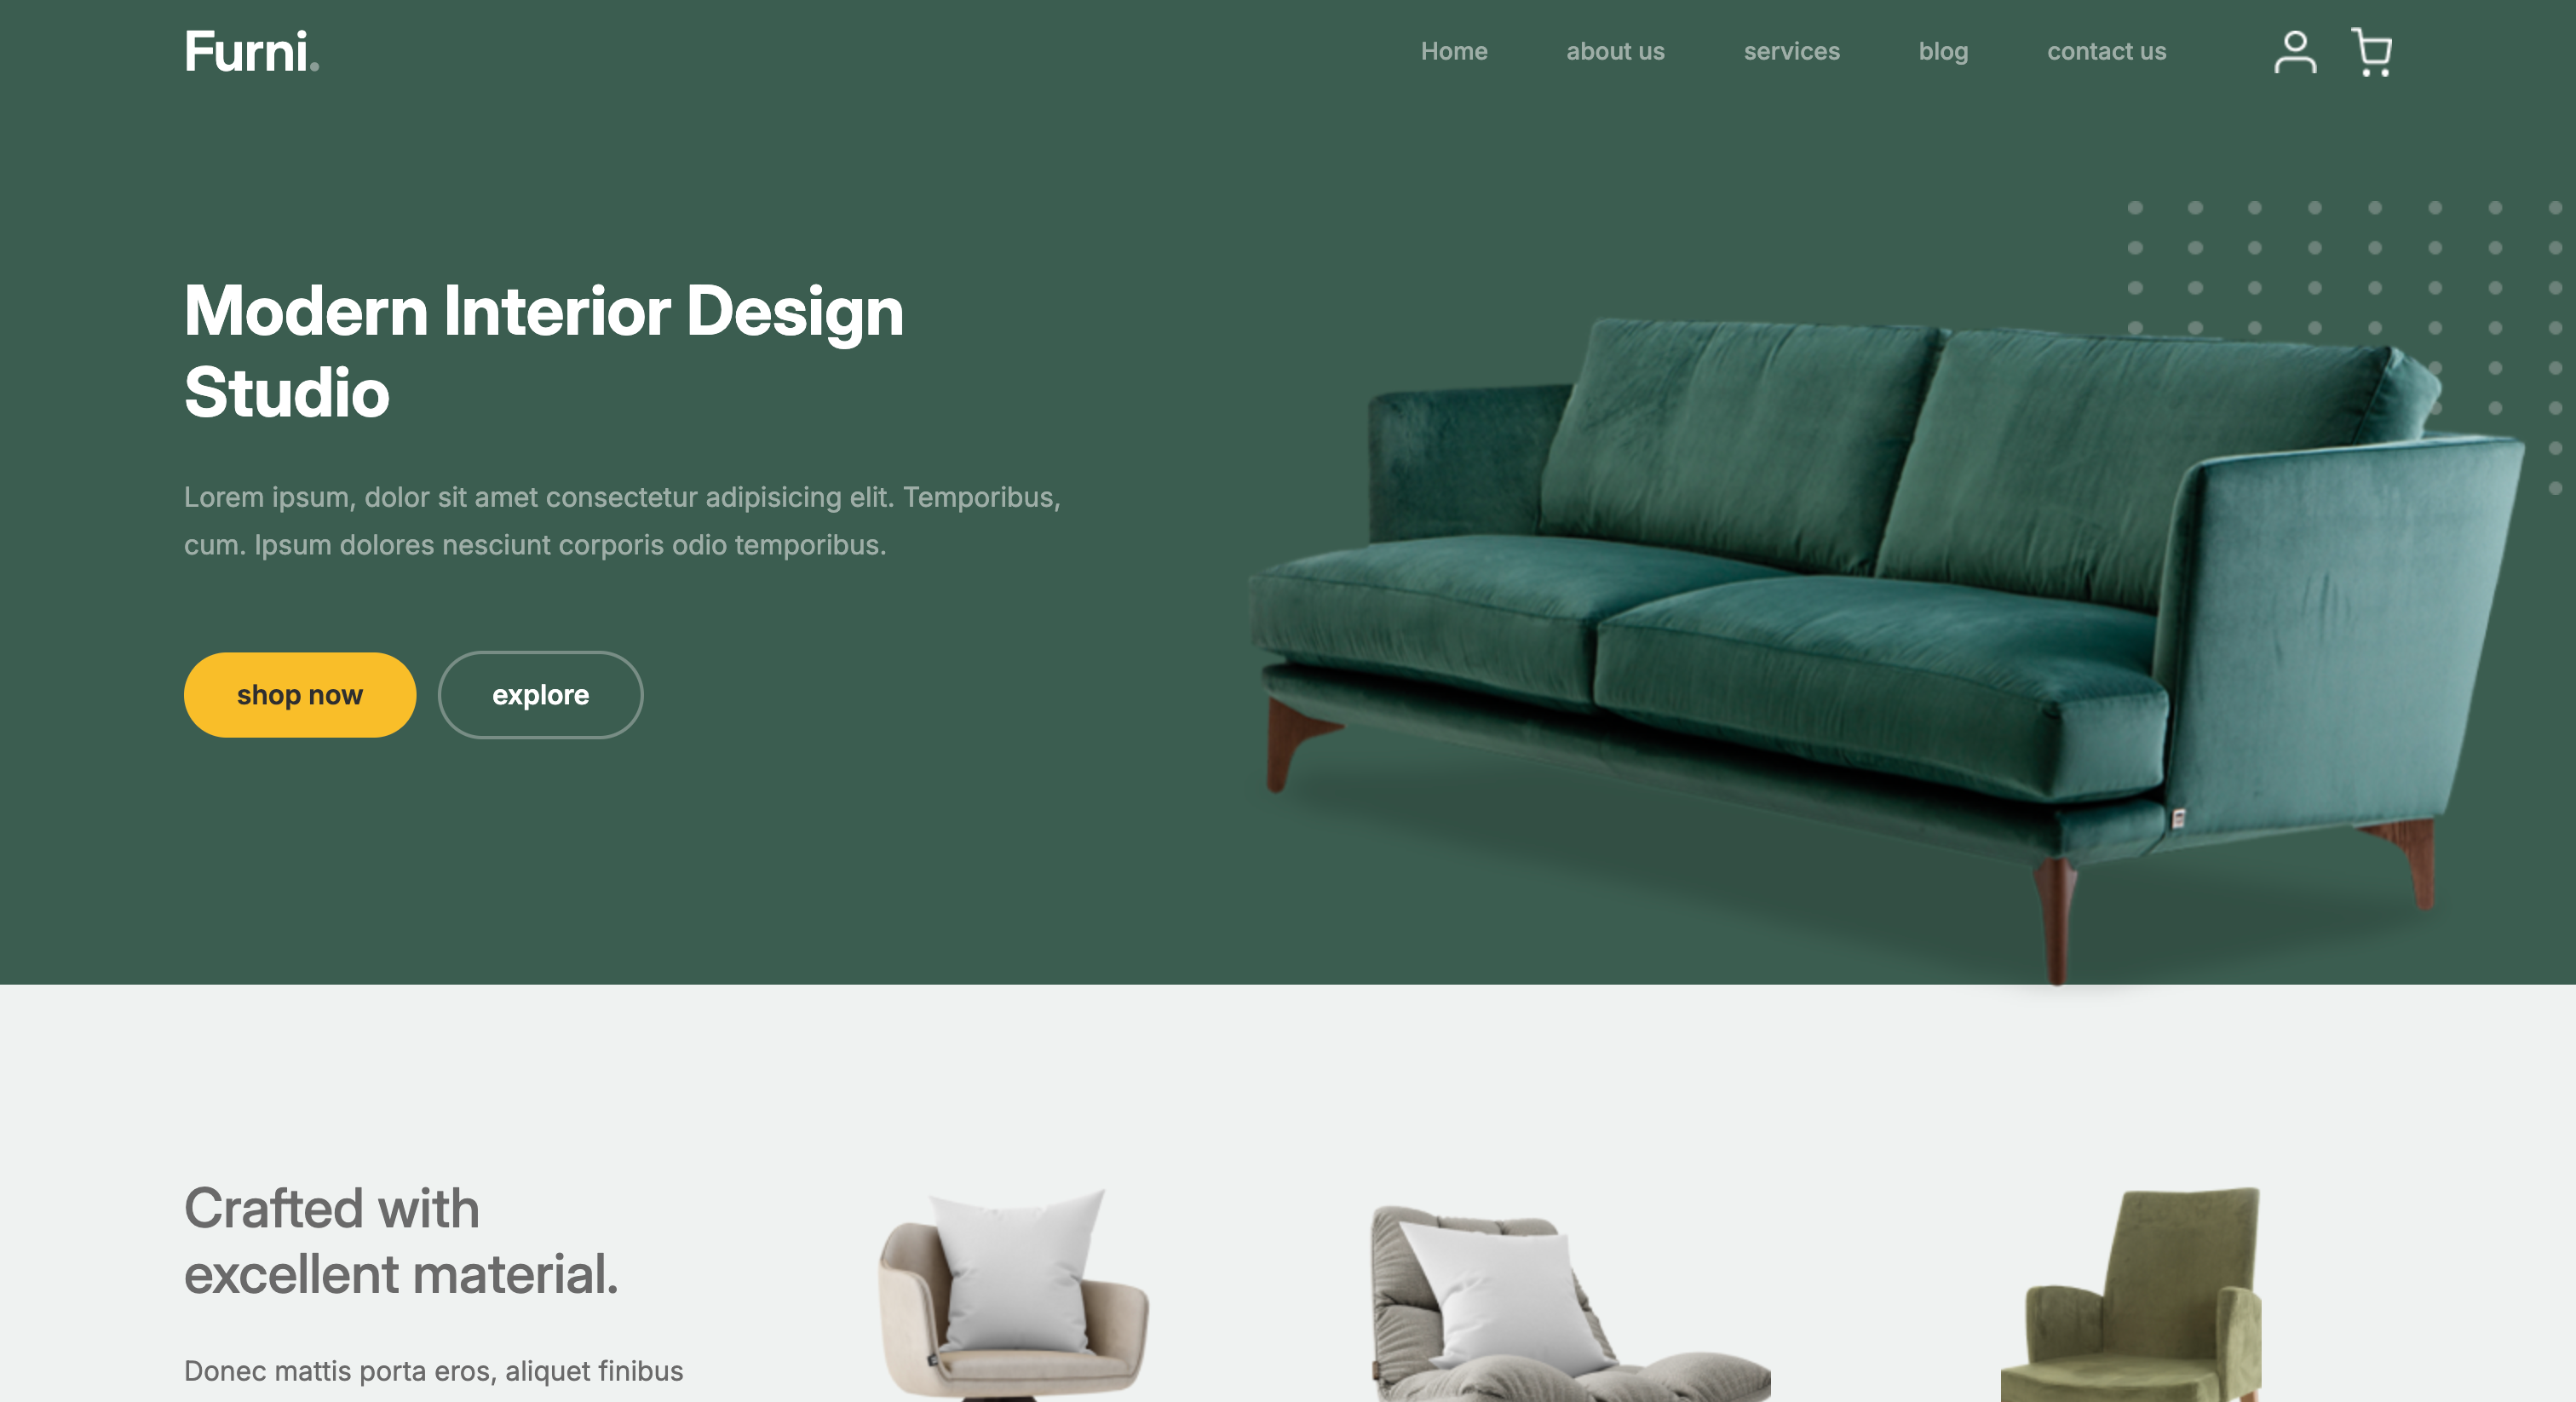 Furni.
Home
about us
services
blog
contact us
Modern Interior Design
Studio
Lorem ipsum, dolor sit amet consectetur adipisicing elit. Temporibus,
cum. Ipsum dolores nesciunt corporis odio temporibus.
shop now
explore
Crafted with
excellent material.
Donec mattis porta eros, aliquet finibus